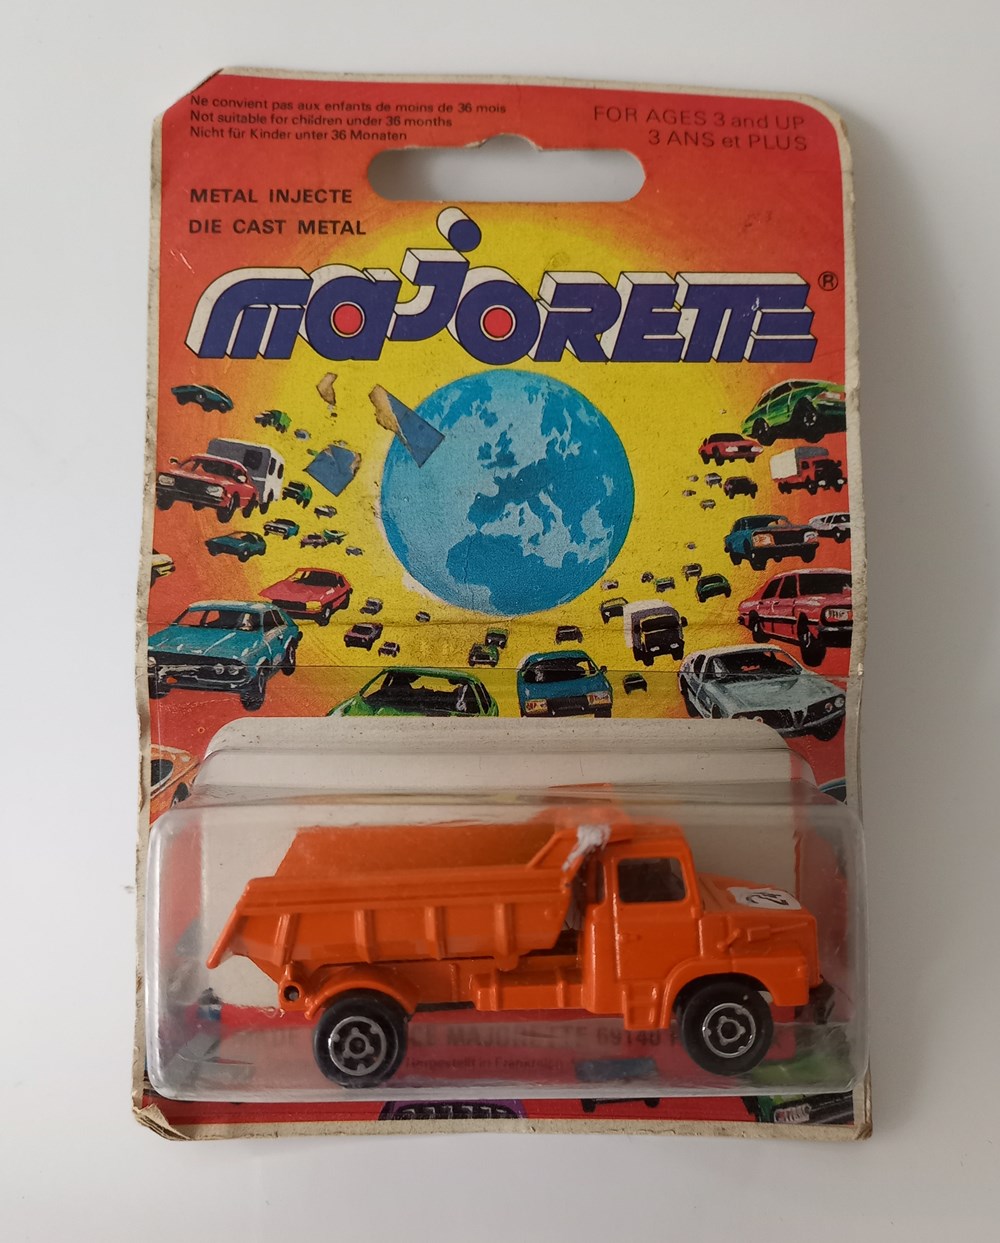 Ne convient pas aux enfants de moins de 36 mois
Not suitable for children under 36 months
Nicht für Kinder unter 36 Monaten
FOR AGES 3 and UP
3 ANS et PLUS
METAL INJECTE
DIE CAST METAL
majORETTE ®
MAJORETTE 69140